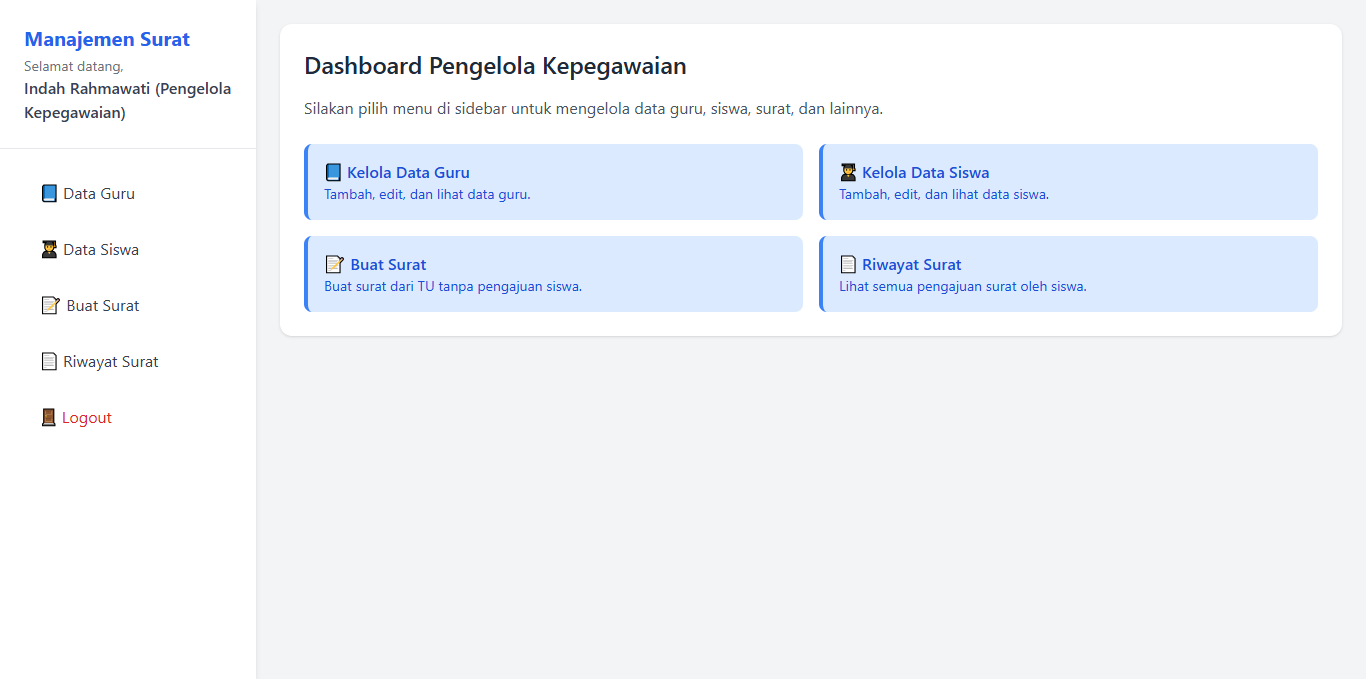 Manajemen Surat
Selamat datang,
Indah Rahmawati (Pengelola
Kepegawaian)
Data Guru
Data Siswa
Buat Surat
Riwayat Surat
Logout
Dashboard Pengelola Kepegawaian
Silakan pilih menu di sidebar untuk mengelola data guru, siswa, surat, dan lainnya.
Kelola Data Guru
Tambah, edit, dan lihat data guru.
Kelola Data Siswa
Tambah, edit, dan lihat data siswa.
Buat Surat
Buat surat dari TU tanpa pengajuan siswa.
Riwayat Surat
Lihat semua pengajuan surat oleh siswa.